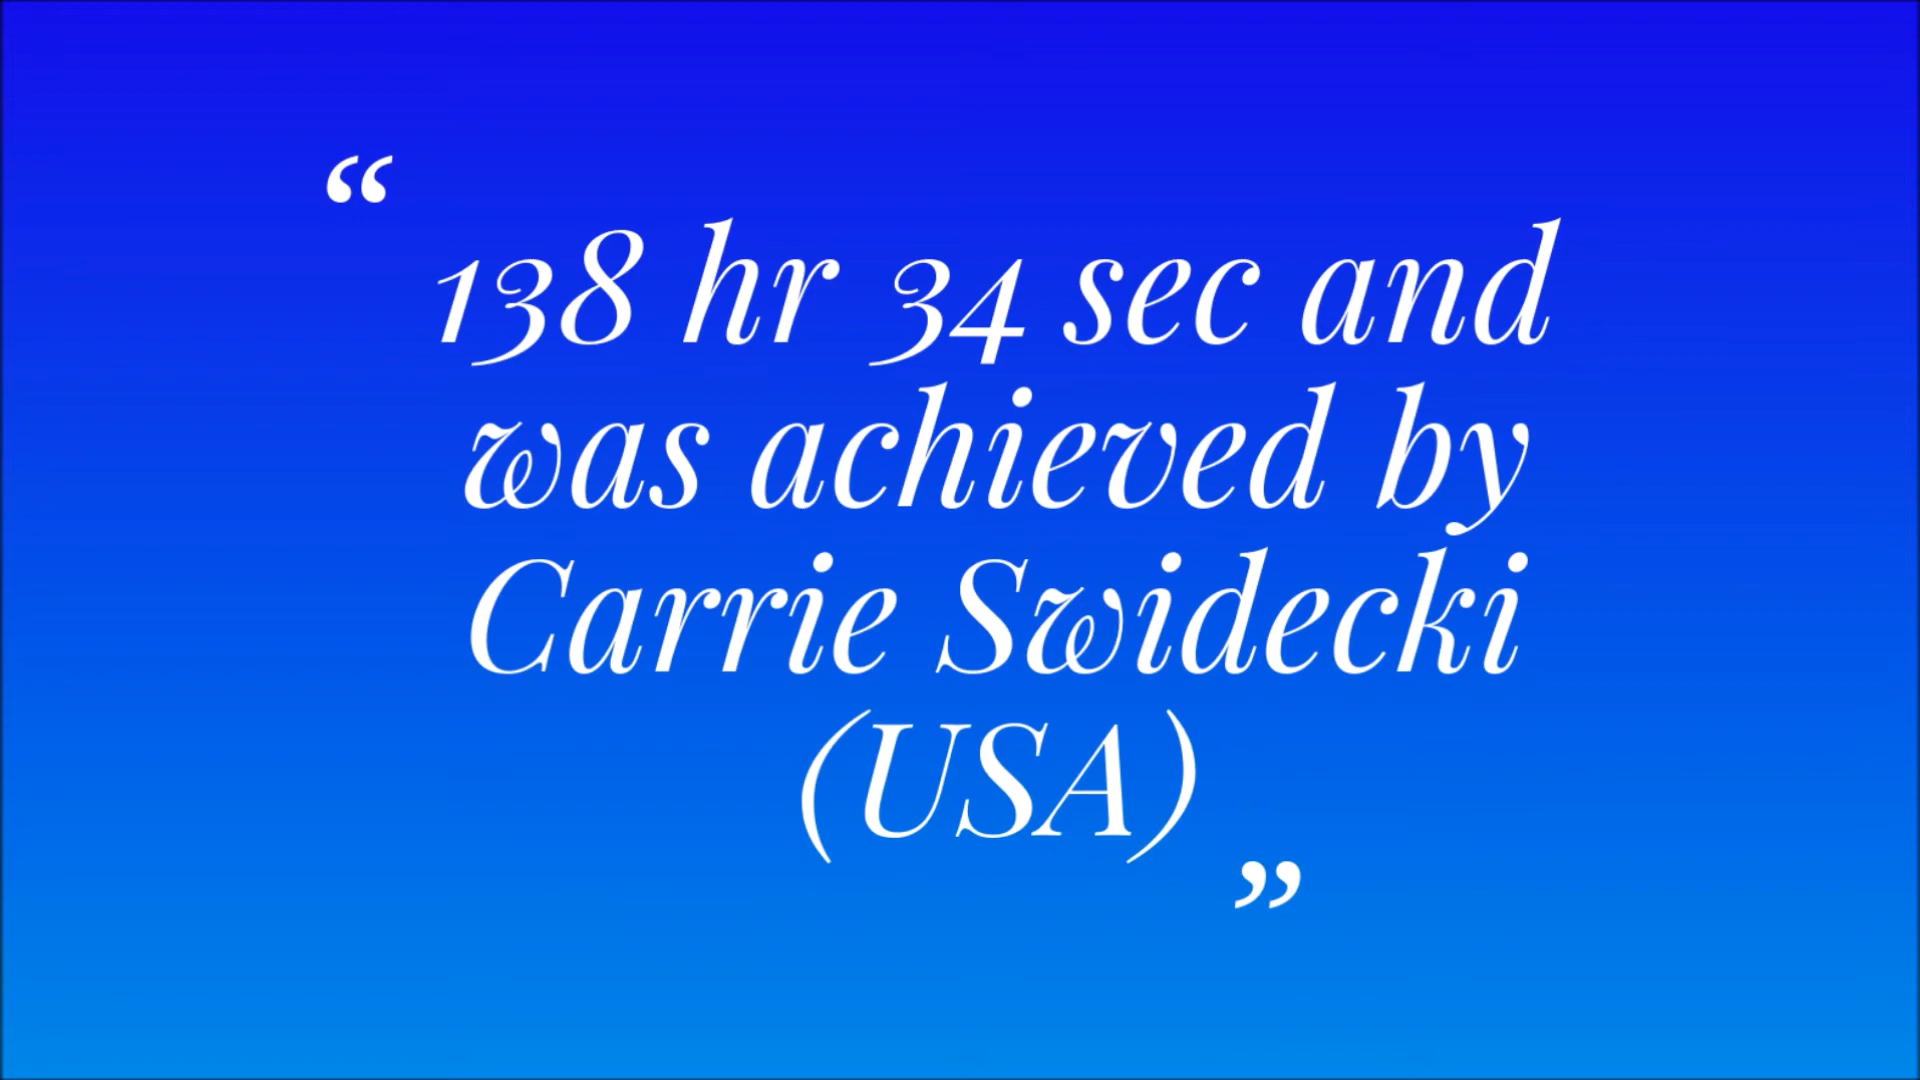 “
138 hr 34 sec and
was achieved by
Carrie Swidecki
(USA)
”